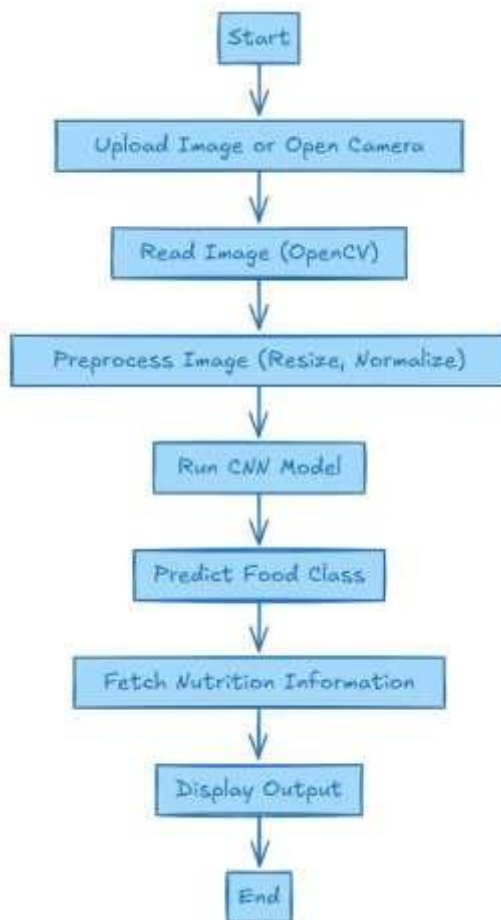 Start
Upload Image or Open Camera
Read Image (OpenCV)
Preprocess Image (Resize, Normalize)
Run CNN Model
Predict Food Class
Fetch Nutrition Information
Display Output
End